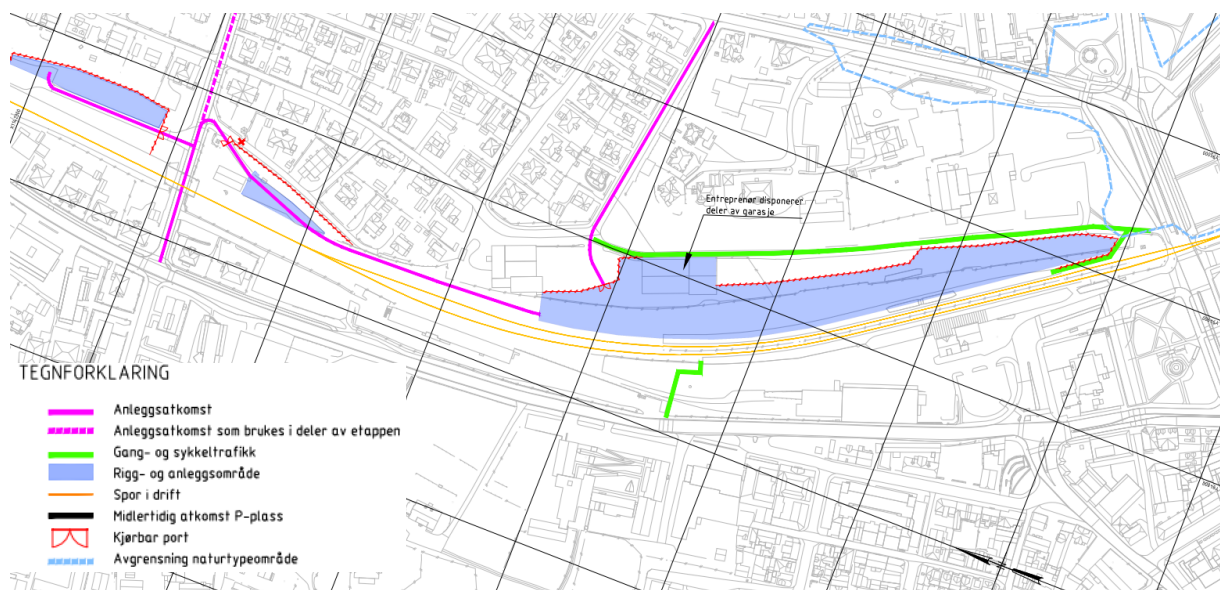 Entreprenør disponerer
deler av garasje
TEGNFORKLARING
Anleggsatkomst
Anleggsatkomst som brukes i deler av etappen
Gang- og sykkeltrafikk
Rigg- og anleggsområde
Spor i drift
Midlertidig atkomst P-plass
Kjørbar port
Avgrensning naturtypeområde